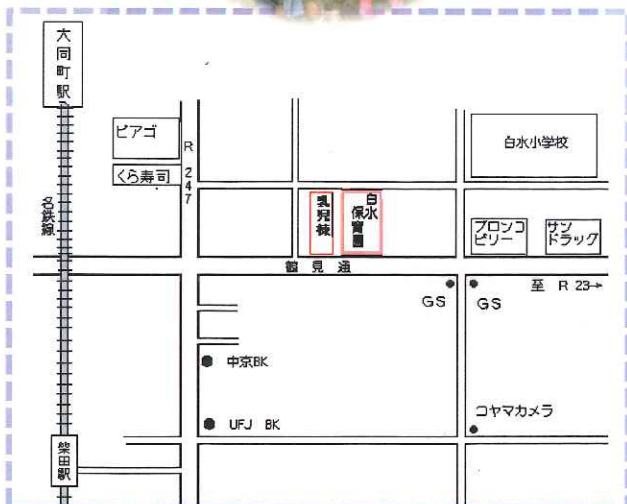 大同町駅
ピアゴ
くら寿司
R247
名鉄線
白水小学校
乳児棟
白水
保育園
ブロンコ
ビリー
サン
ドラッグ
鶴見通
GS
GS
至 R 23→
中京BK
UFJ BK
コヤマカメラ
柴田駅